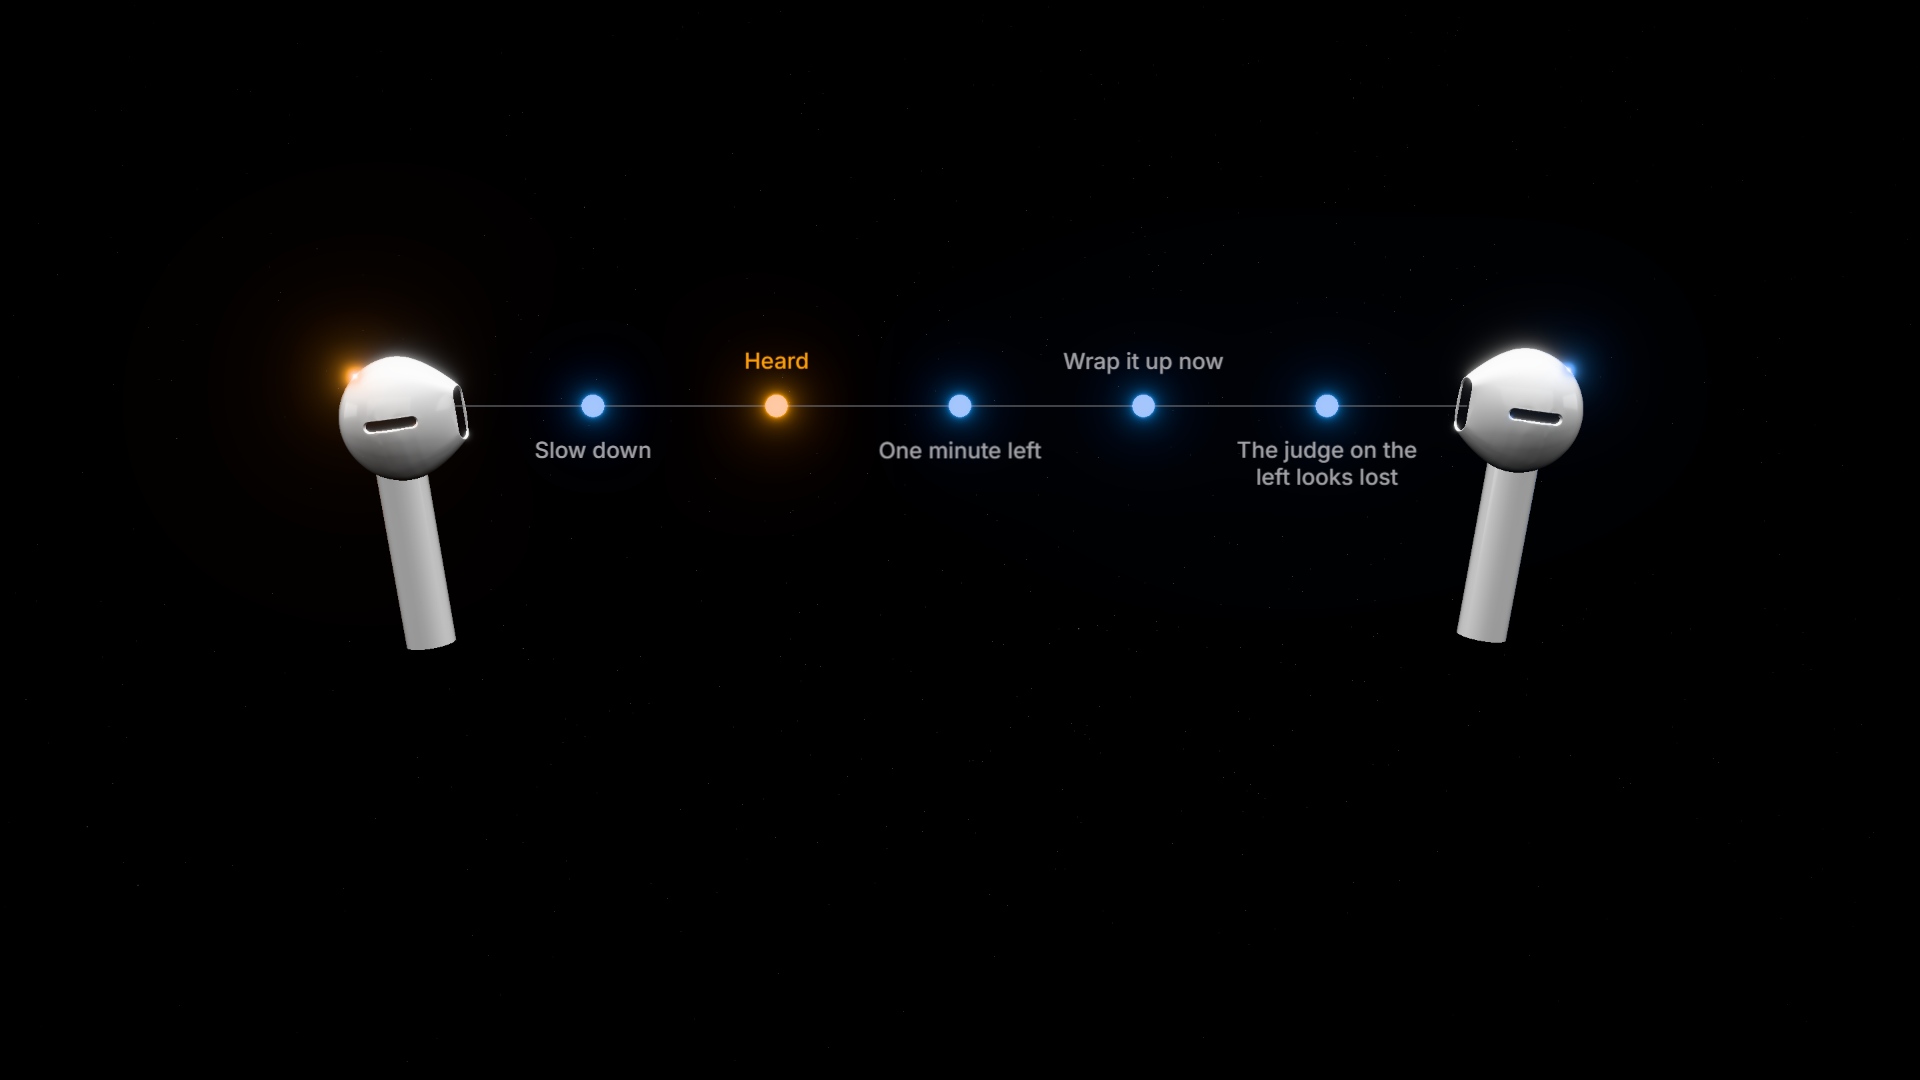 Heard
Wrap it up now
Slow down
One minute left
The judge on the
left looks lost